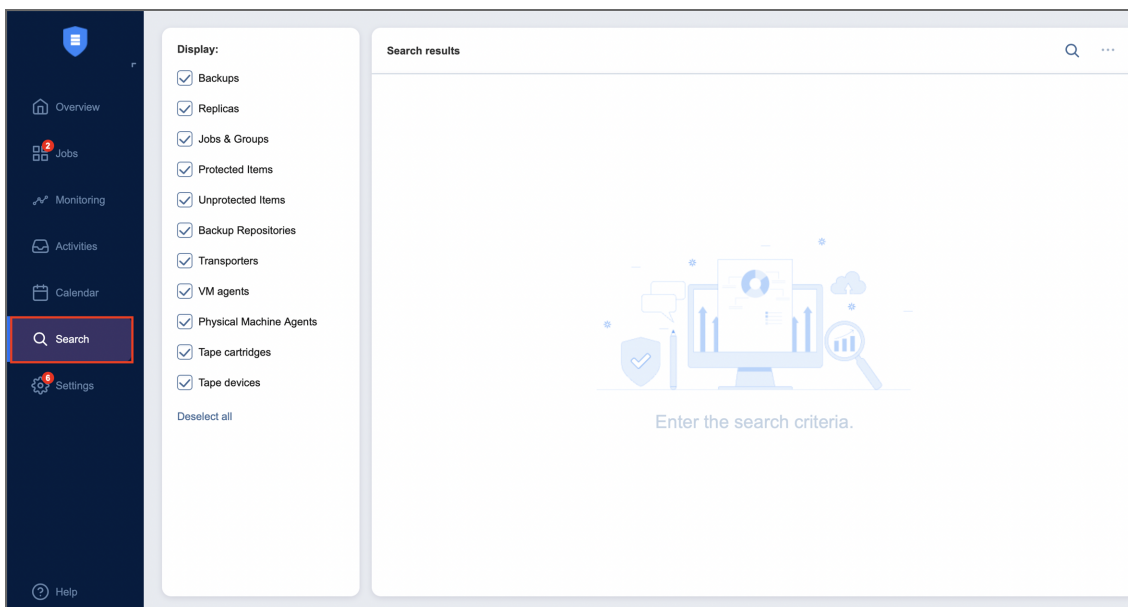 Overview
2
Jobs
Monitoring
Activities
Calendar
Search
6
Settings
Help
Display:
Backups
Replicas
Jobs & Groups
Protected Items
Unprotected Items
Backup Repositories
Transporters
VM agents
Physical Machine Agents
Tape cartridges
Tape devices
Deselect all
Search results
Enter the search criteria.